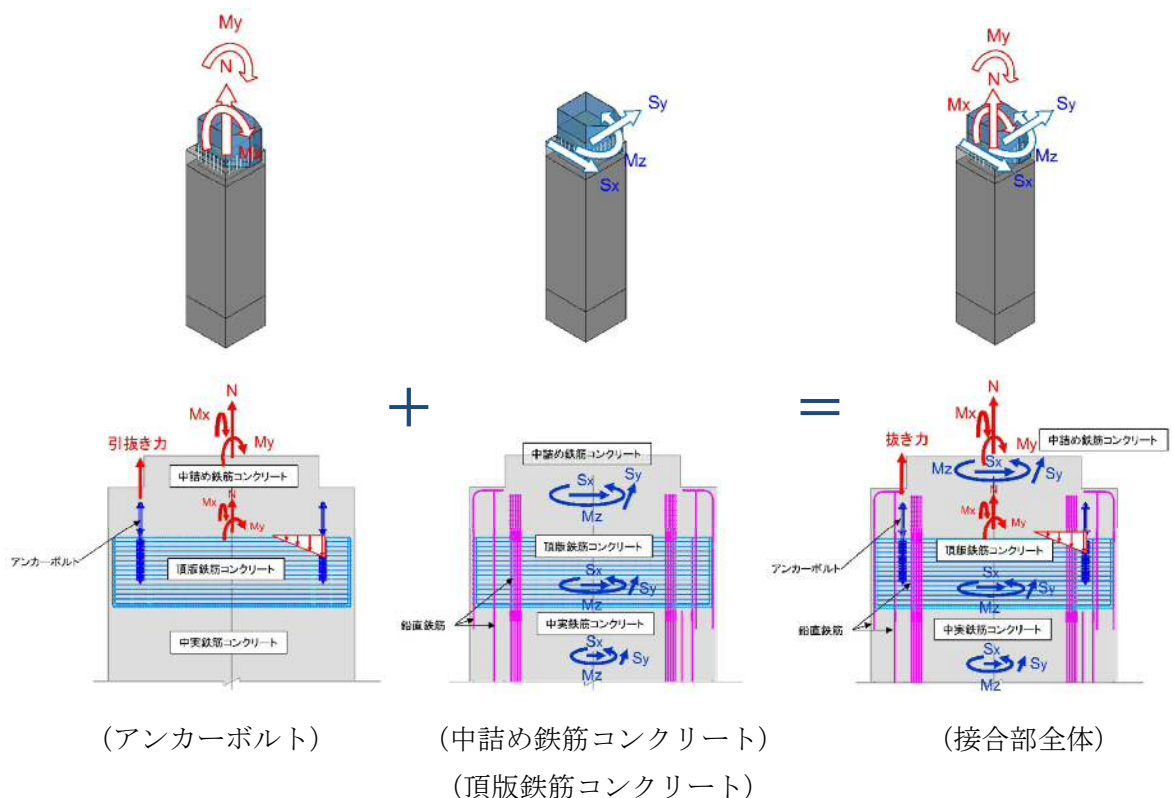 My
N
Mx
Sy
Mz
Sx
My
N
Mx
Sy
Mz
Sx
N
Mx
My
引抜き力
中詰め鉄筋コンクリート
N
Mx
My
アンカーボルト
頂版鉄筋コンクリート
中実鉄筋コンクリート
+
中詰め鉄筋コンクリート
Sx
Sy
Mz
頂版鉄筋コンクリート
Sx
Sy
Mz
鉛直鉄筋
中実鉄筋コンクリート
Sx
Sy
Mz
=
N
Mx
My
抜き力
中詰め鉄筋コンクリート
Mz
Sx
Sy
N
Mx
My
頂版鉄筋コンクリート
アンカーボルト
Sx
Sy
Mz
鉛直鉄筋
中実鉄筋コンクリート
Sx
Sy
Mz
(アンカーボルト)
(中詰め鉄筋コンクリート)
(頂版鉄筋コンクリート)
(接合部全体)